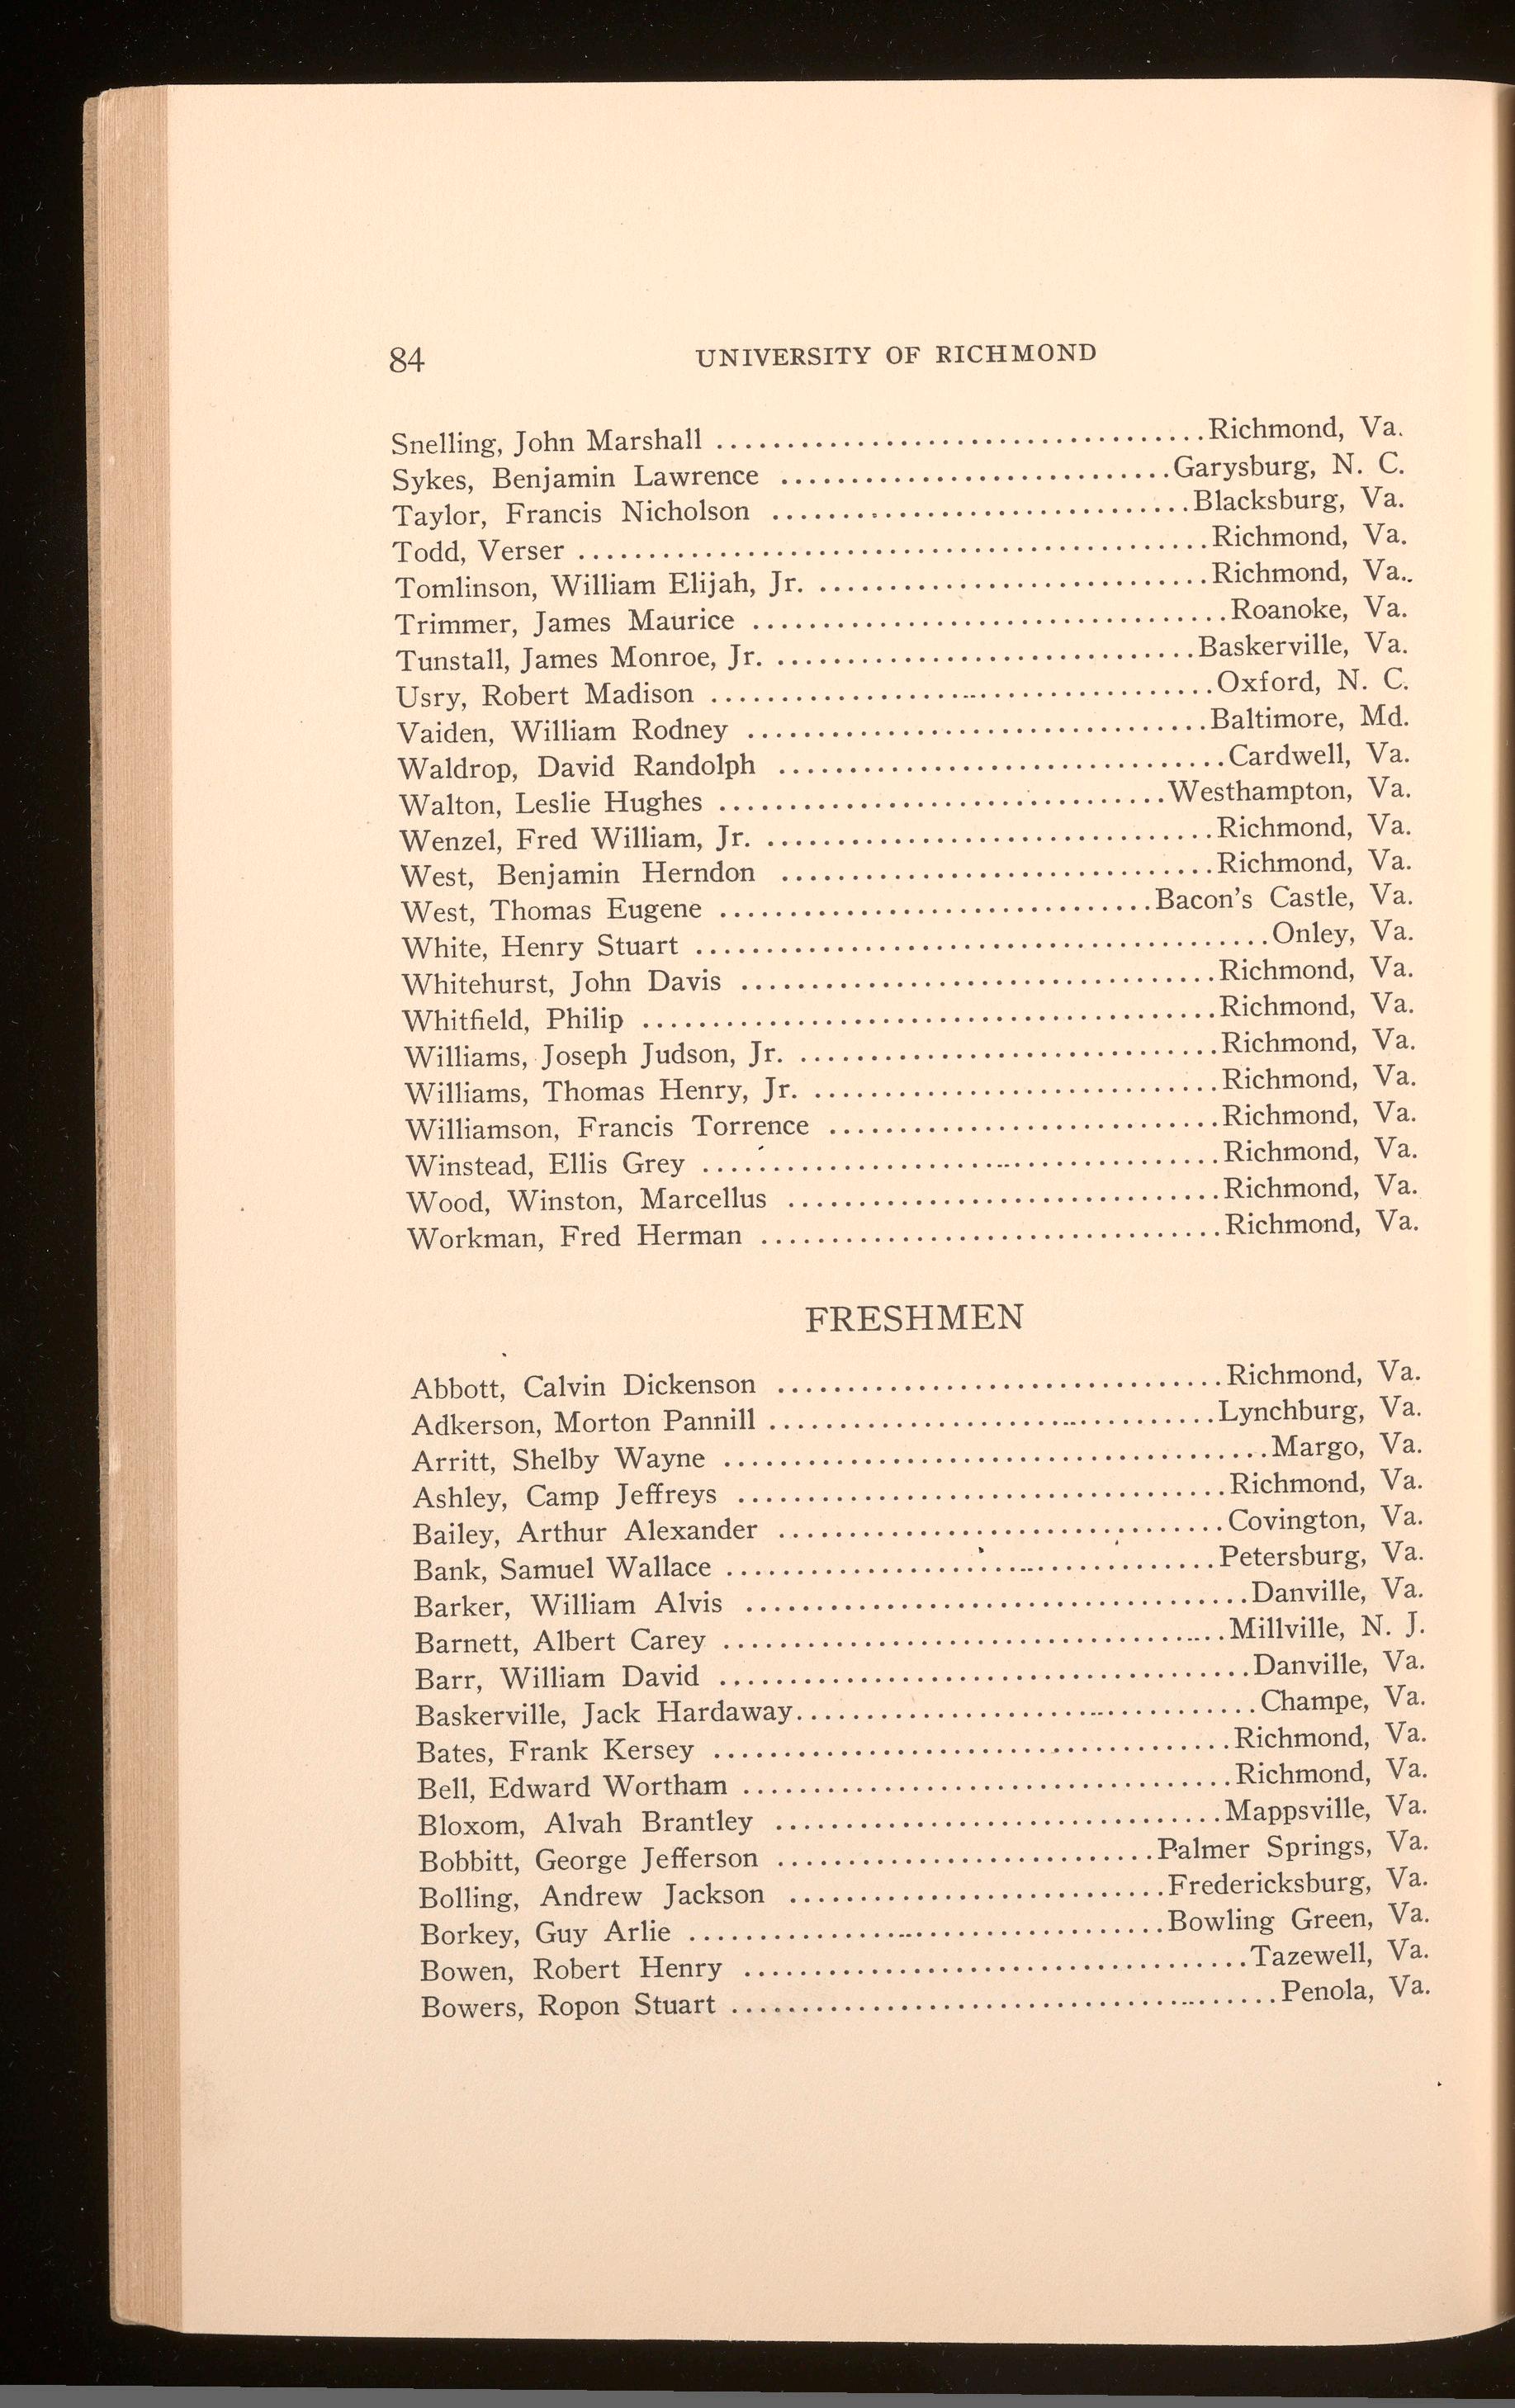 84 UNIVERSITY OF RICHMOND
Snelling, John Marshall ................................... Richmond, Va.
Sykes, Benjamin Lawrence ............................ Garysburg, N. C.
Taylor, Francis Nicholson .............................. Blacksburg, Va.
Todd, Verser ............................................. Richmond, Va.
Tomlinson, William Elijah, Jr. ............................ Richmond, Va..
Trimmer, James Maurice .................................. Roanoke, Va.
Tunstall, James Monroe, Jr. .............................. Baskerville, Va.
Usry, Robert Madison .................................... Oxford, N. C.
Vaiden, William Rodney ................................. Baltimore, Md.
Waldrop, David Randolph ................................ Cardwell, Va.
Walton, Leslie Hughes ................................ Westhampton, Va.
Wenzel, Fred William, Jr. ................................ Richmond, Va.
West, Benjamin Herndon ............................... Richmond, Va.
West, Thomas Eugene ............................... Bacon's Castle, Va.
White, Henry Stuart ......................................... Onley, Va.
Whitehurst, John Davis .................................. Richmond, Va.
Whitfield, Philip ......................................... Richmond, Va.
Williams, Joseph Judson, Jr. .............................. Richmond, Va.
Williams, Thomas Henry, Jr. ............................. Richmond, Va.
Williamson, Francis Torrence ............................ Richmond, Va.
Winstead, Ellis Grey ..................................... Richmond, Va.
Wood, Winston, Marcellus ............................... Richmond, Va.
Workman, Fred Herman ................................. Richmond, Va.
FRESHMEN
Abbott, Calvin Dickenson ................................ Richmond, Va.
Adkerson, Morton Pannill ................................ Lynchburg, Va.
Arritt, Shelby Wayne ....................................... Margo, Va.
Ashley, Camp Jeffreys ................................... Richmond, Va.
Bailey, Arthur Alexander ................................ Covington, Va.
Bank, Samuel Wallace ................................... Petersburg, Va.
Barker, William Alvis .................................... Danville, Va.
Barnett, Albert Carey .................................... Millville, N. J.
Barr, William David ...................................... Danville, Va.
Baskerville, Jack Hardaway................................. Champe, Va.
Bates, Frank Kersey ..................................... Richmond, Va.
Bell, Edward Wortham ................................... Richmond, Va.
Bloxom, Alvah Brantley ................................ Mappsville, Va.
Bobbitt, George Jefferson ........................... Palmer Springs, Va.
Bolling, Andrew Jackson ........................... Fredericksburg, Va.
Borkey, Guy Arlie .................................. Bowling Green, Va.
Bowen, Robert Henry .................................... Tazewell, Va.
Bowers, Ropon Stuart ....................................... Penola, Va.